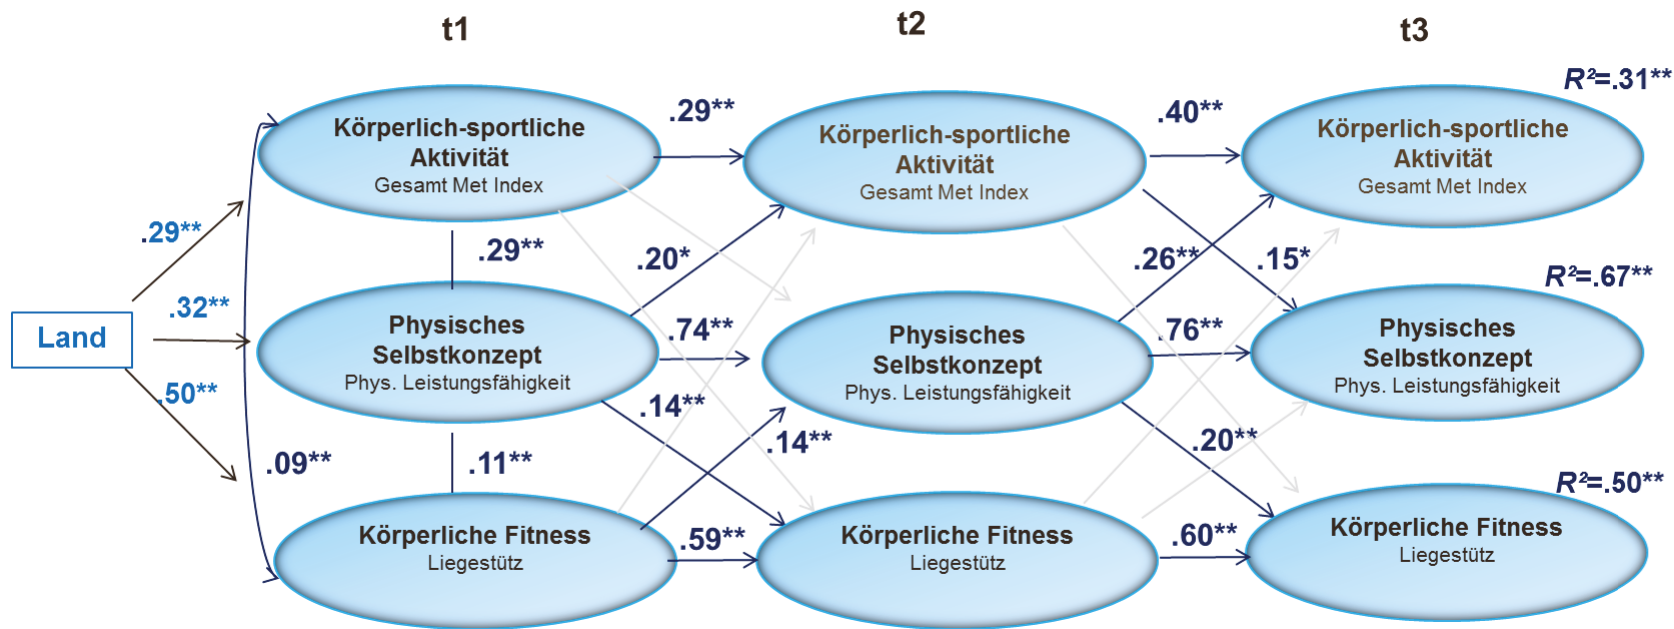 t1
t2
t3
R²=.31**
Körperlich-sportliche
Aktivität
Gesamt Met Index
.29**
Körperlich-sportliche
Aktivität
Gesamt Met Index
.40**
Körperlich-sportliche
Aktivität
Gesamt Met Index
.29**
.29**
.20*
.26**
.15*
R²=.67**
Land
.32**
.50**
Physisches
Selbstkonzept
Phys. Leistungsfähigkeit
.74**
Physisches
Selbstkonzept
Phys. Leistungsfähigkeit
.76**
Physisches
Selbstkonzept
Phys. Leistungsfähigkeit
.09**
.11**
.14**
.14**
.20**
R²=.50**
Körperliche Fitness
Liegestütz
.59**
Körperliche Fitness
Liegestütz
.60**
Körperliche Fitness
Liegestütz